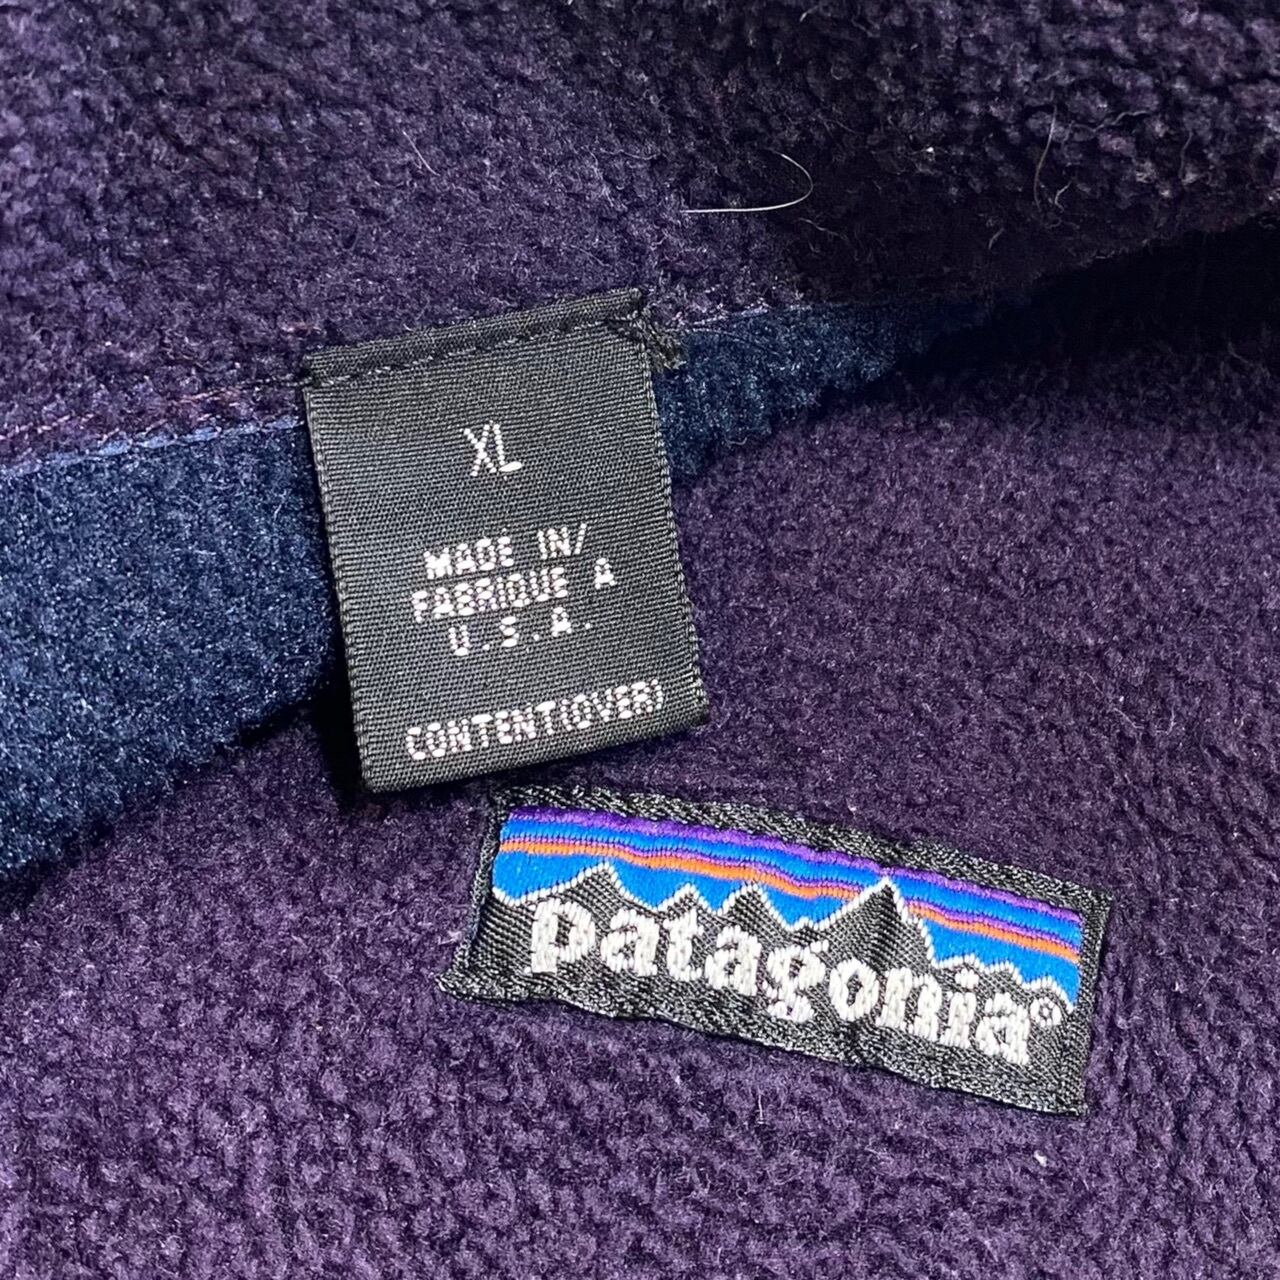 XL
MADE IN/
FABRIQUE A
U.S.A.
CONTENT(OVER)
patagonia®